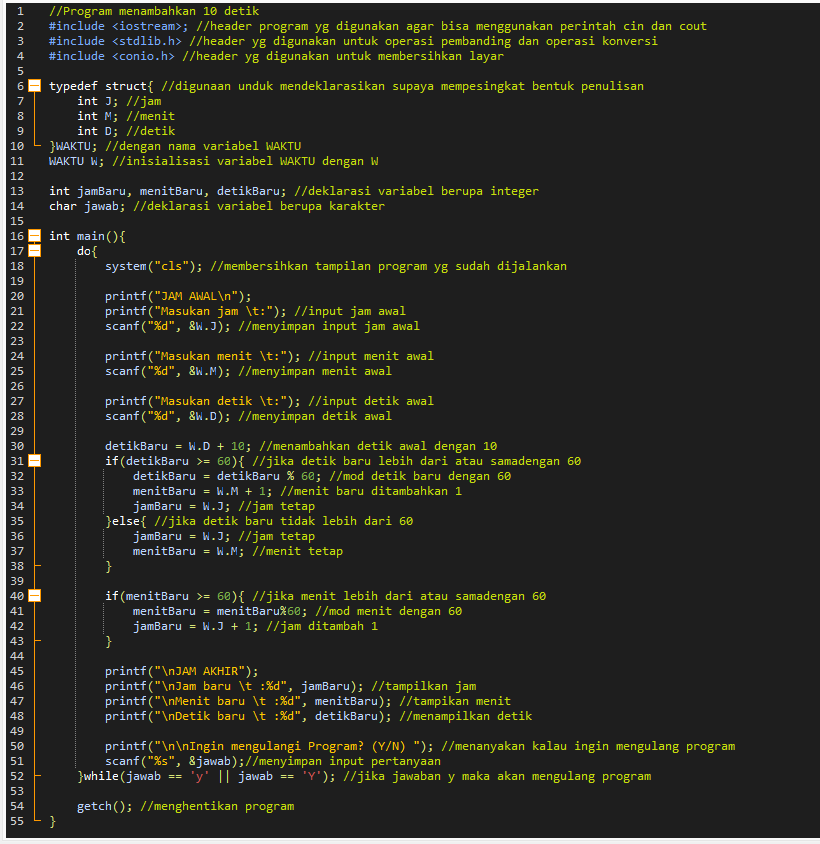 1 //Program menambahkan 10 detik
2 #include <iostream>; //header program yg digunakan agar bisa menggunakan perintah cin dan cout
3 #include <stdlib.h> //header yg digunakan untuk operasi pembanding dan operasi konversi
4 #include <conio.h> //header yg digunakan untuk membersihkan layar
5
6 typedef struct{ //digunaan unduk mendeklarasikan supaya mempesingkat bentuk penulisan
7 int J; //jam
8 int M; //menit
9 int D; //detik
10 }WAKTU; //dengan nama variabel WAKTU
11 WAKTU W; //inisialisasi variabel WAKTU dengan W
12
13 int jamBaru, menitBaru, detikBaru; //deklarasi variabel berupa integer
14 char jawab; //deklarasi variabel berupa karakter
15
16 int main(){
17 do{
18 system("cls"); //membersihkan tampilan program yg sudah dijalankan
19
20 printf("JAM AWAL\n");
21 printf("Masukan jam \t:"); //input jam awal
22 scanf("%d", &W.J); //menyimpan input jam awal
23
24 printf("Masukan menit \t:"); //input menit awal
25 scanf("%d", &W.M); //menyimpan menit awal
26
27 printf("Masukan detik \t:"); //input detik awal
28 scanf("%d", &W.D); //menyimpan detik awal
29
30 detikBaru = W.D + 10; //menambahkan detik awal dengan 10
31 if(detikBaru >= 60){ //jika detik baru lebih dari atau samadengan 60
32 detikBaru = detikBaru % 60; //mod detik baru dengan 60
33 menitBaru = W.M + 1; //menit baru ditambahkan 1
34 jamBaru = W.J; //jam tetap
35 }else{ //jika detik baru tidak lebih dari 60
36 jamBaru = W.J; //jam tetap
37 menitBaru = W.M; //menit tetap
38 }
39
40 if(menitBaru >= 60){ //jika menit lebih dari atau samadengan 60
41 menitBaru = menitBaru%60; //mod menit dengan 60
42 jamBaru = W.J + 1; //jam ditambah 1
43 }
44
45 printf("\nJAM AKHIR");
46 printf("\nJam baru \t :%d", jamBaru); //tampilkan jam
47 printf("\nMenit baru \t :%d", menitBaru); //tampikan menit
48 printf("\nDetik baru \t :%d", detikBaru); //menampilkan detik
49
50 printf("\n\nIngin mengulangi Program? (Y/N) "); //menanyakan kalau ingin mengulang program
51 scanf("%s", &jawab);//menyimpan input pertanyaan
52 }while(jawab == 'y' || jawab == 'Y'); //jika jawaban y maka akan mengulang program
53
54 getch(); //menghentikan program
55 }